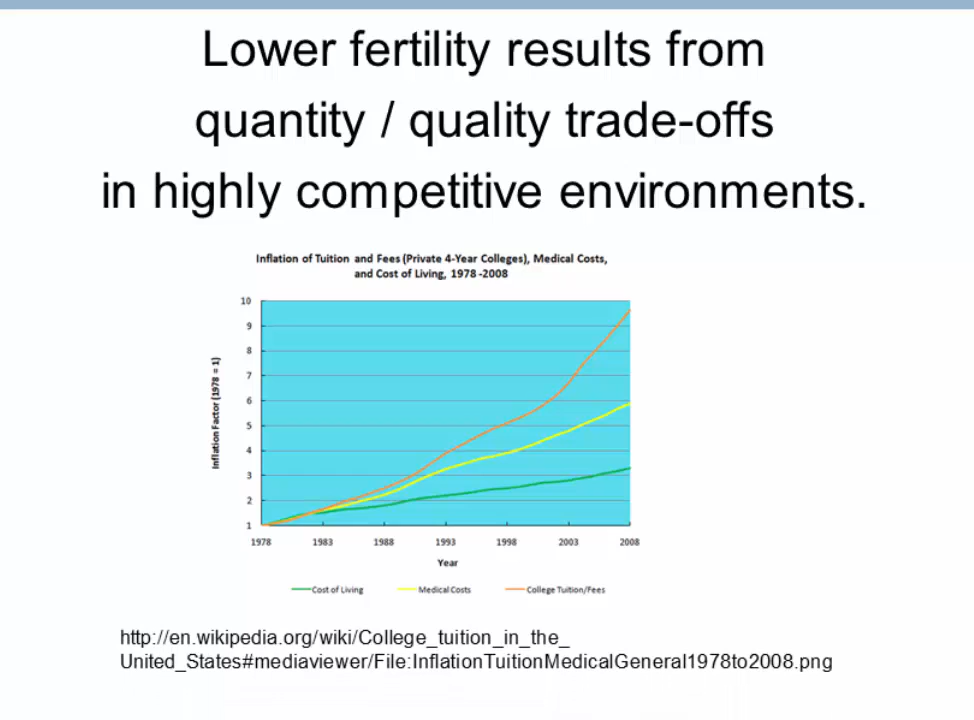 Lower fertility results from
quantity / quality trade-offs
in highly competitive environments.
Inflation of Tuition and Fees (Private 4-Year Colleges), Medical Costs,
and Cost of Living, 1978 -2008
Inflation Factor (1978 = 1)
10
9
8
7
6
5
4
3
2
1
1978 1983 1988 1993 1998 2003 2008
Year
Cost of Living Medical Costs College Tuition/Fees
http://en.wikipedia.org/wiki/College_tuition_in_the_
United_States#mediaviewer/File:InflationTuitionMedicalGeneral1978to2008.png